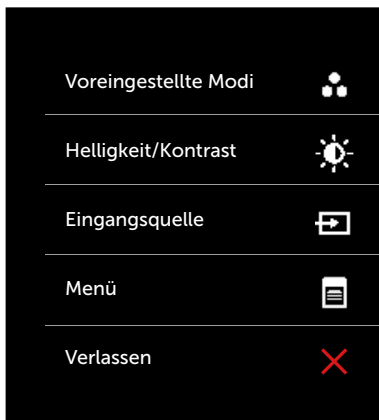 Voreingestellte Modi
Helligkeit/Kontrast
Eingangsquelle
Menü
Verlassen